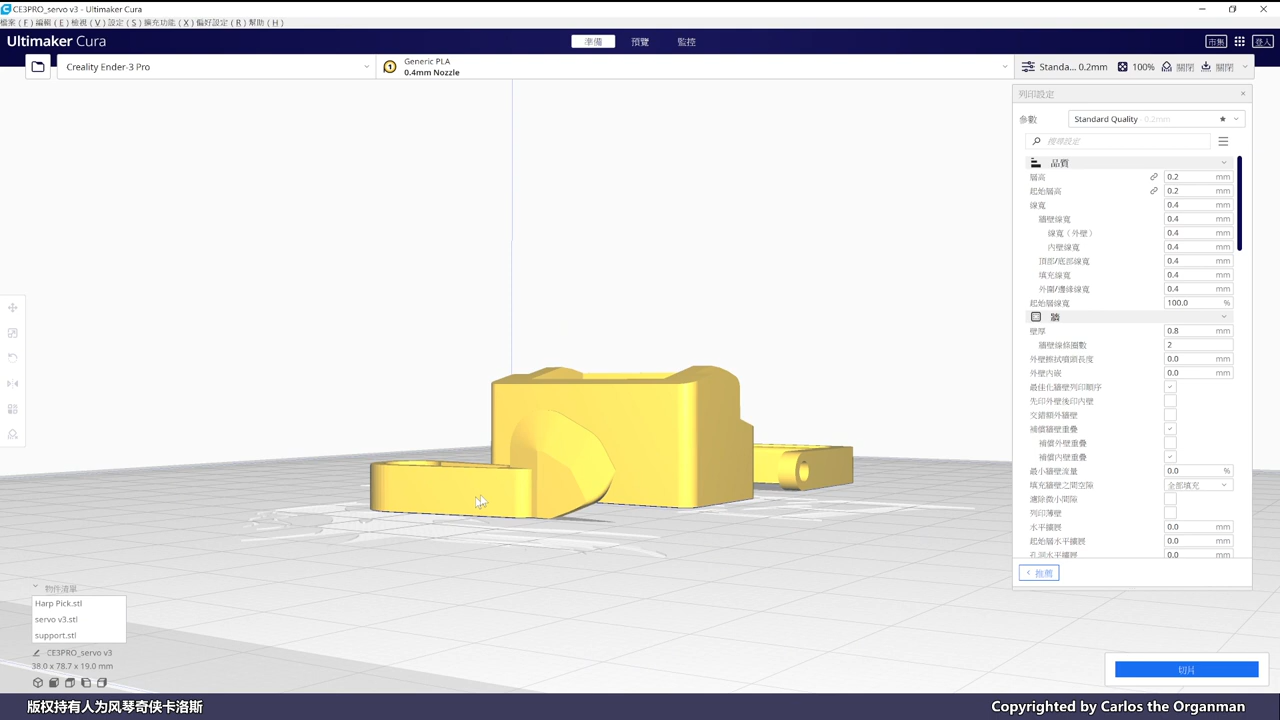 CE3PRO_servo v3 - Ultimaker Cura
檔案(F) 編輯(E) 檢視(V) 設定(S) 擴充功能(X) 偏好設定(R) 幫助(H)
Ultimaker Cura 準備 預覽 監控 市集 登入
Creality Ender-3 Pro
1 Generic PLA
0.4mm Nozzle
Standa... 0.2mm 100% 關閉 關閉
列印設定
參數 Standard Quality - 0.2mm
搜尋設定
品質
層高 0.2 mm
起始層高 0.2 mm
線寬 0.4 mm
牆壁線寬 0.4 mm
線寬（外壁） 0.4 mm
內壁線寬 0.4 mm
頂部/底部線寬 0.4 mm
填充線寬 0.4 mm
外圍/邊緣線寬 0.4 mm
起始層線寬 100.0 %
牆
壁厚 0.8 mm
牆壁線條圈數 2
外壁擦拭噴頭長度 0.0 mm
外壁內嵌 0.0 mm
最佳化牆壁列印順序
先印外壁後印內壁
交錯額外牆壁
補償牆壁重疊
補償外壁重疊
補償內壁重疊
最小牆壁流量 0.0 %
填充牆壁之間空隙 全部填充
濾除微小間隙
列印薄壁
水平擴展 0.0 mm
起始層水平擴展 0.0 mm
孔洞水平擴展 0.0 mm
推薦
物件清單
Harp Pick.stl
servo v3.stl
support.stl
CE3PRO_servo v3
38.0 x 78.7 x 19.0 mm
切片
版权持有人为风琴奇侠卡洛斯
Copyrighted by Carlos the Organman